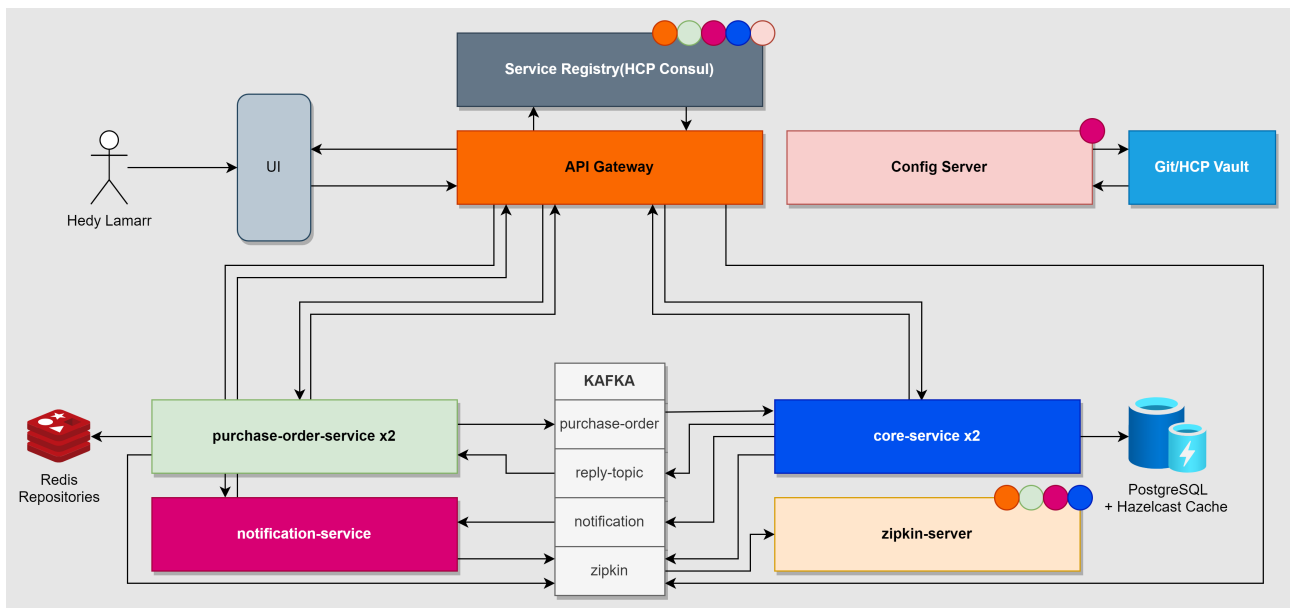 Service Registry(HCP Consul)
UI
API Gateway
Config Server
Git/HCP Vault
Hedy Lamarr
KAFKA
purchase-order-service x2
purchase-order
core-service x2
reply-topic
Redis
Repositories
PostgreSQL
+ Hazelcast Cache
notification-service
notification
zipkin-server
zipkin